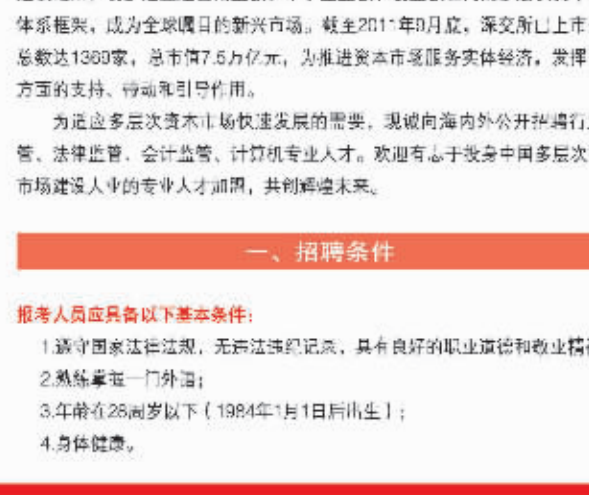 体系框架，成为全球瞩目的新兴市场。截至2011年9月底，深交所已上市
总数达1369家，总市值7.5万亿元，为推进资本市场服务实体经济，发挥
方面的支持、带动和引导作用。
为适应多层次资本市场快速发展的需要，现诚向海内外公开招聘行
管、法律监管、会计监管、计算机专业人才。欢迎有志于投身中国多层次
市场建设人业的专业人才加盟，共创辉煌未来。
一、招聘条件
报考人员应具备以下基本条件：
1.遵守国家法律法规，无违法违纪记录，具有良好的职业道德和敬业精
2.熟练掌握一门外语；
3.年龄在28周岁以下（1984年1月1日后出生）；
4.身体健康。